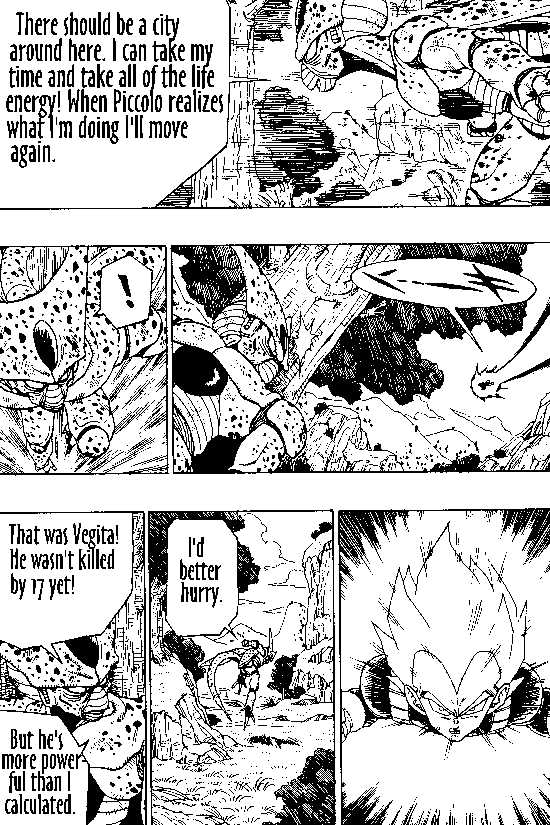 There should be a city
around here. I can take my
time and take all of the life
energy! When Piccolo realizes
what I'm doing I'll move
again.
!
That was Vegita!
He wasn't killed
by 17 yet!
But he's
more power-
ful than I
calculated.
I'd
better
hurry.